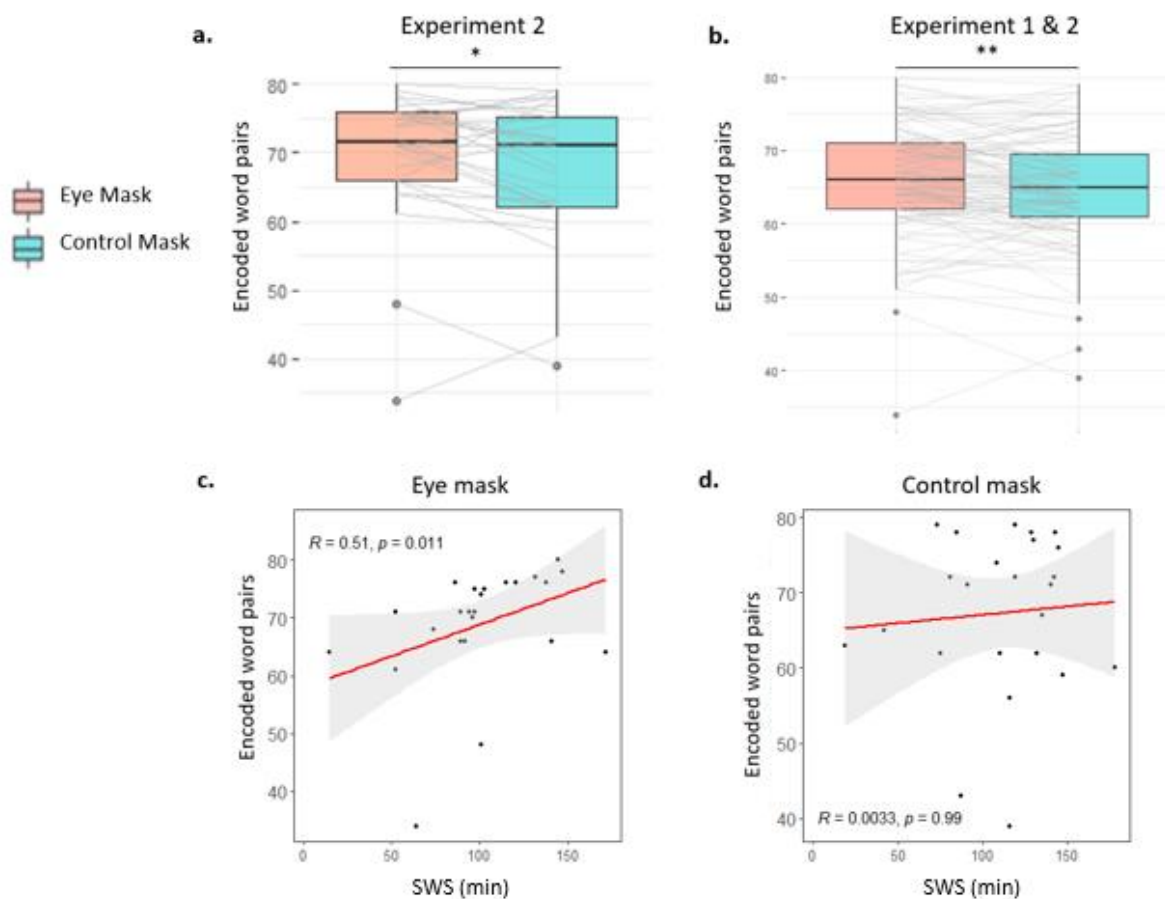 a.
Experiment 2
*
b.
Experiment 1 & 2
**
Eye Mask
Control Mask
Encoded word pairs
80
70
60
50
40
Encoded word pairs
80
70
60
50
40
c.
Eye mask
R = 0.51, p = 0.011
Encoded word pairs
80
70
60
50
40
0 50 100 150
SWS (min)
d.
Control mask
R = 0.0033, p = 0.99
Encoded word pairs
80
70
60
50
40
0 50 100 150
SWS (min)